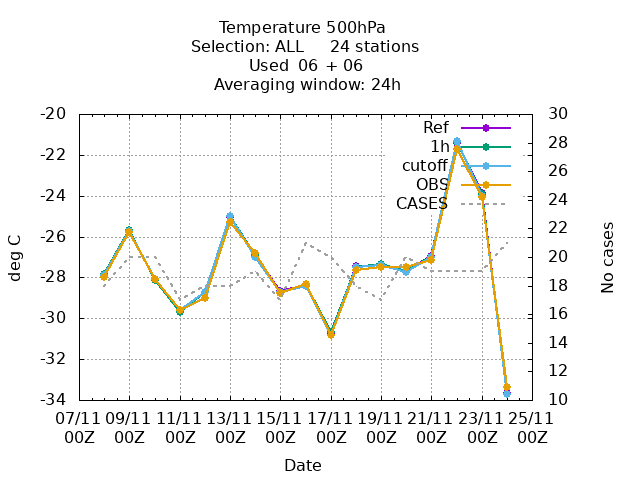 Temperature 500hPa
Selection: ALL     24 stations
Used  06 + 06
Averaging window: 24h
-20
-22
-24
-26
-28
-30
-32
-34
30
28
26
24
22
20
18
16
14
12
10
Ref
1h
cutoff
OBS
CASES
deg C
No cases
07/11 09/11 11/11 13/11 15/11 17/11 19/11 21/11 23/11 25/11
00Z 00Z 00Z 00Z 00Z 00Z 00Z 00Z 00Z 00Z
Date